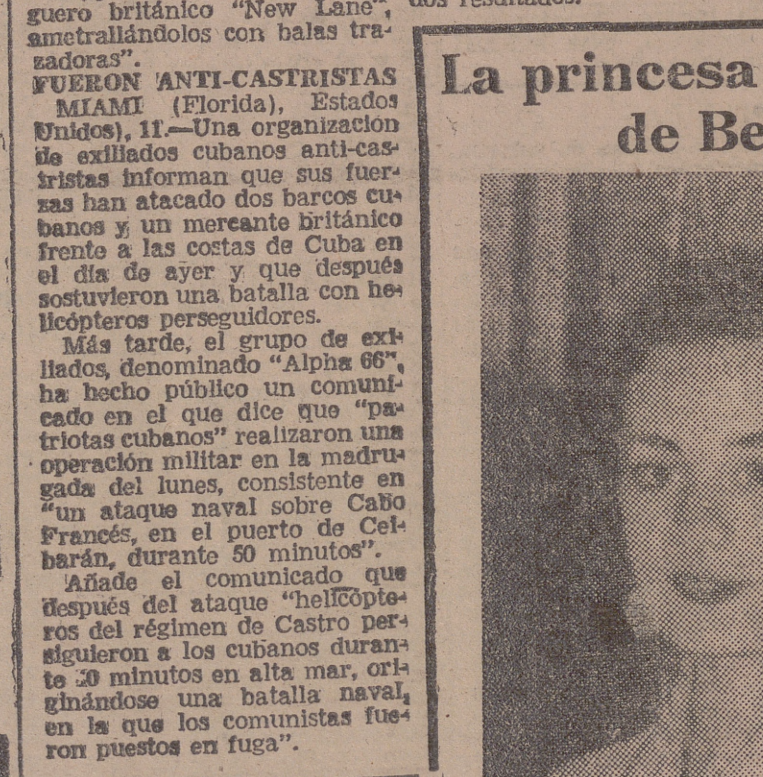 guero británico "New Lane",
ametrallándolos con balas tra-
zadoras".
FUERON ANTI-CASTRISTAS
MIAMI (Florida), Estados
Unidos), 11.—Una organización
de exiliados cubanos anti-cas-
tristas informan que sus fuer-
zas han atacado dos barcos cu-
banos y un mercante británico
frente a las costas de Cuba en
el día de ayer y que después
sostuvieron una batalla con he-
licópteros perseguidores.
Más tarde, el grupo de exi-
liados, denominado "Alpha 66",
ha hecho público un comuni-
cado en el que dice que "pa-
triotas cubanos" realizaron una
operación militar en la madru-
gada del lunes, consistente en
"un ataque naval sobre Cabo
Francés, en el puerto de Cei-
barán, durante 50 minutos".
Añade el comunicado que
después del ataque "helicópte-
ros del régimen de Castro per-
siguieron a los cubanos duran-
te minutos en alta mar, ori-
ginándose una batalla naval,
en la que los comunistas fue-
ron puestos en fuga".
dos resultados.
La princesa
de Be